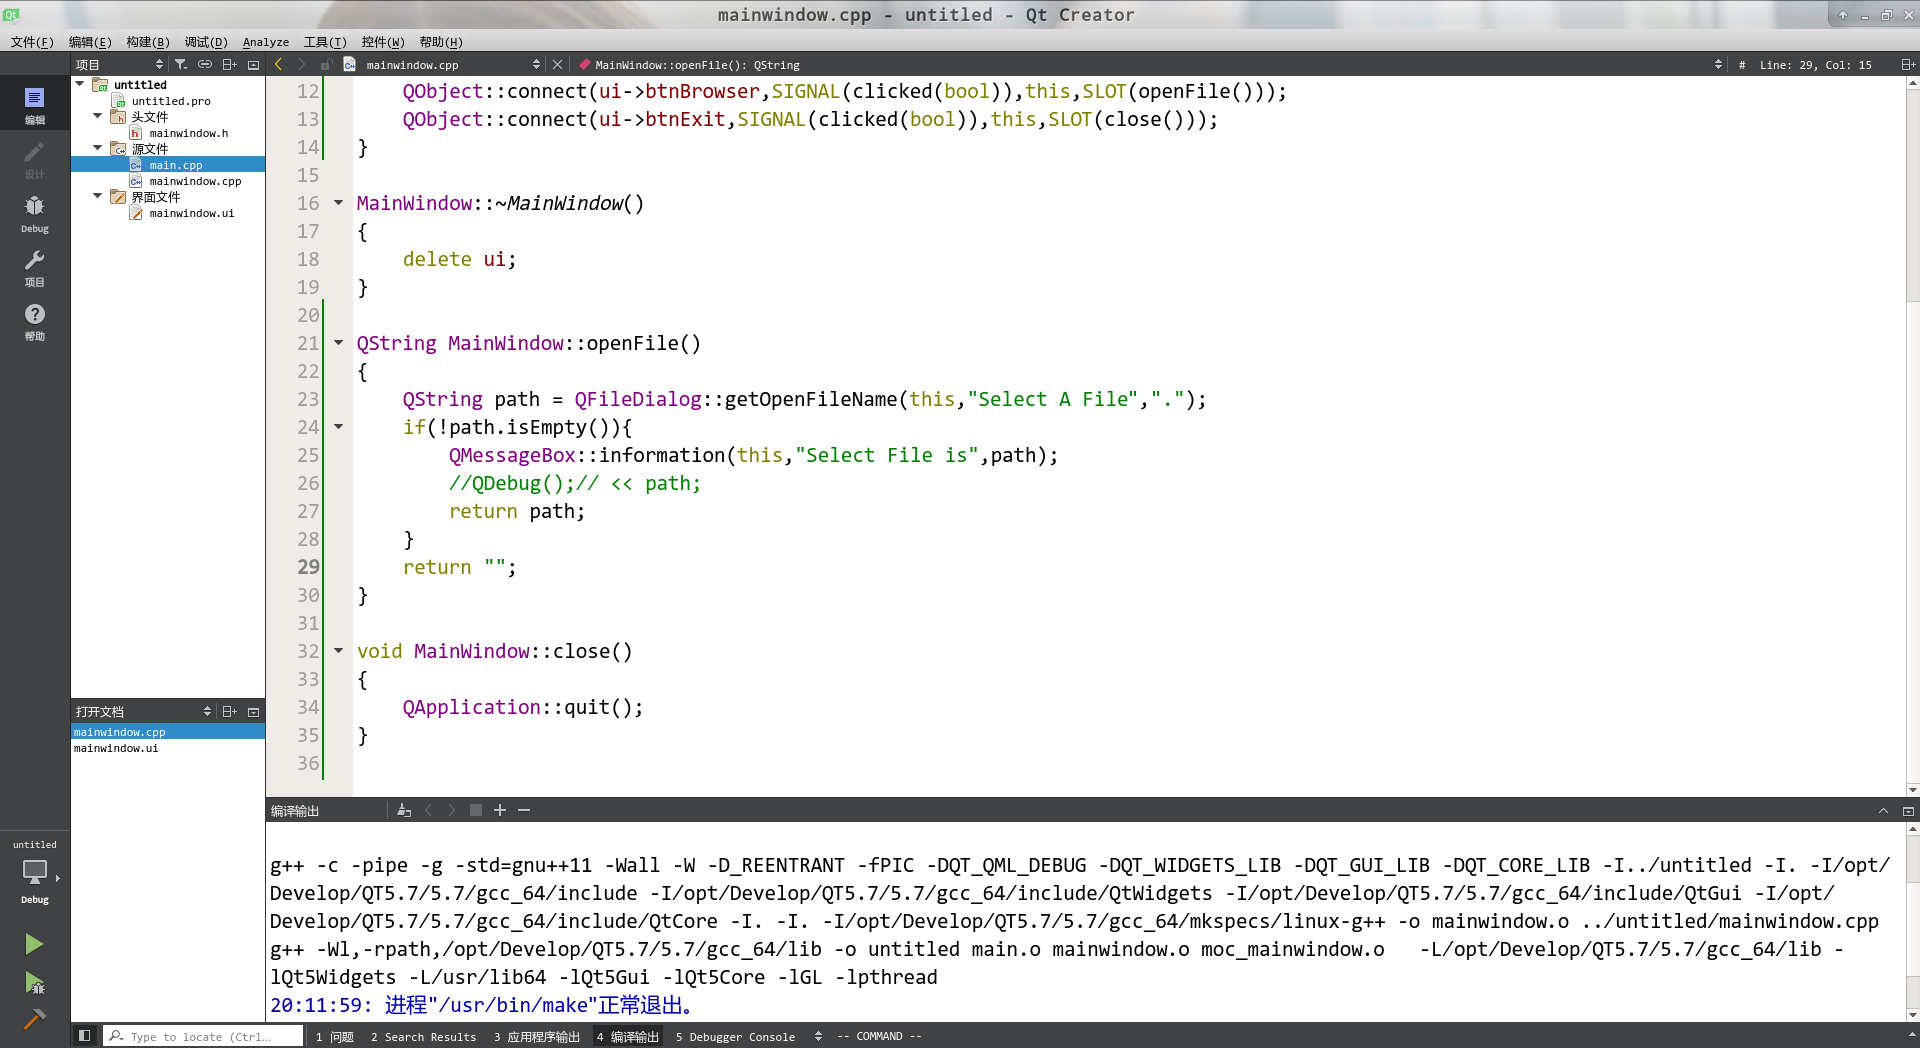 mainwindow.cpp - untitled - Qt Creator
文件(F) 编辑(E) 构建(B) 调试(D) Analyze 工具(T) 控件(W) 帮助(H)
项目 mainwindow.cpp MainWindow::openFile(): QString # Line: 29, Col: 15
编辑
设计
Debug
项目
帮助
untitled
untitled.pro
头文件
mainwindow.h
源文件
main.cpp
mainwindow.cpp
界面文件
mainwindow.ui
打开文档
mainwindow.cpp
mainwindow.ui
12 QObject::connect(ui->btnBrowser,SIGNAL(clicked(bool)),this,SLOT(openFile()));
13 QObject::connect(ui->btnExit,SIGNAL(clicked(bool)),this,SLOT(close()));
14 }
15
16 MainWindow::~MainWindow()
17 {
18 delete ui;
19 }
20
21 QString MainWindow::openFile()
22 {
23 QString path = QFileDialog::getOpenFileName(this,"Select A File",".");
24 if(!path.isEmpty()){
25 QMessageBox::information(this,"Select File is",path);
26 //QDebug();// << path;
27 return path;
28 }
29 return "";
30 }
31
32 void MainWindow::close()
33 {
34 QApplication::quit();
35 }
36
编译输出
g++ -c -pipe -g -std=gnu++11 -Wall -W -D_REENTRANT -fPIC -DQT_QML_DEBUG -DQT_WIDGETS_LIB -DQT_GUI_LIB -DQT_CORE_LIB -I../untitled -I. -I/opt/
Develop/QT5.7/5.7/gcc_64/include -I/opt/Develop/QT5.7/5.7/gcc_64/include/QtWidgets -I/opt/Develop/QT5.7/5.7/gcc_64/include/QtGui -I/opt/
Develop/QT5.7/5.7/gcc_64/include/QtCore -I. -I. -I/opt/Develop/QT5.7/5.7/gcc_64/mkspecs/linux-g++ -o mainwindow.o ../untitled/mainwindow.cpp
g++ -Wl,-rpath,/opt/Develop/QT5.7/5.7/gcc_64/lib -o untitled main.o mainwindow.o moc_mainwindow.o -L/opt/Develop/QT5.7/5.7/gcc_64/lib -
lQt5Widgets -L/usr/lib64 -lQt5Gui -lQt5Core -lGL -lpthread
20:11:59: 进程"/usr/bin/make"正常退出。
untitled
Debug
Type to locate (Ctrl... 1 问题 2 Search Results 3 应用程序输出 4 编译输出 5 Debugger Console -- COMMAND --